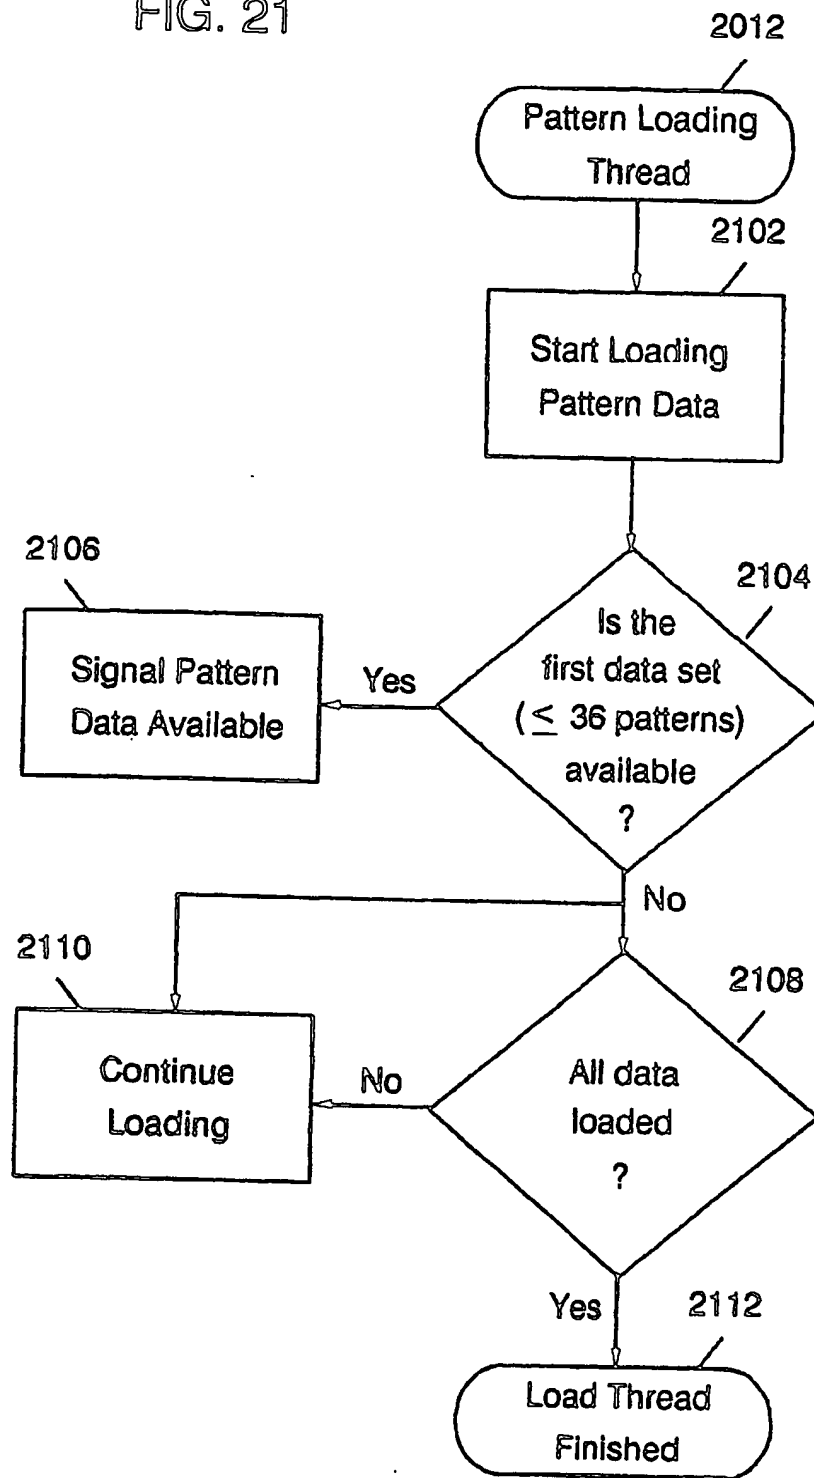 FIG. 21
2012
Pattern Loading
Thread
2102
Start Loading
Pattern Data
2106
2104
Signal Pattern
Data Available
Yes
Is the
first data set
(≤ 36 patterns)
available
?
No
2110
2108
Continue
Loading
No
All data
loaded
?
Yes
2112
Load Thread
Finished